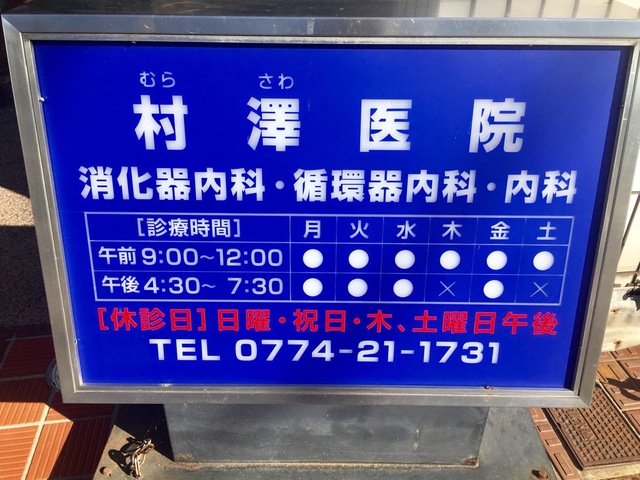 むら さわ
村澤医院
消化器内科・循環器内科・内科
[診療時間] 月 火 水 木 金 土
午前 9:00～12:00 ● ● ● ● ● ●
午後 4:30～ 7:30 ● ● ● × ● ×
[休診日] 日曜・祝日・木、土曜日午後
TEL 0774-21-1731